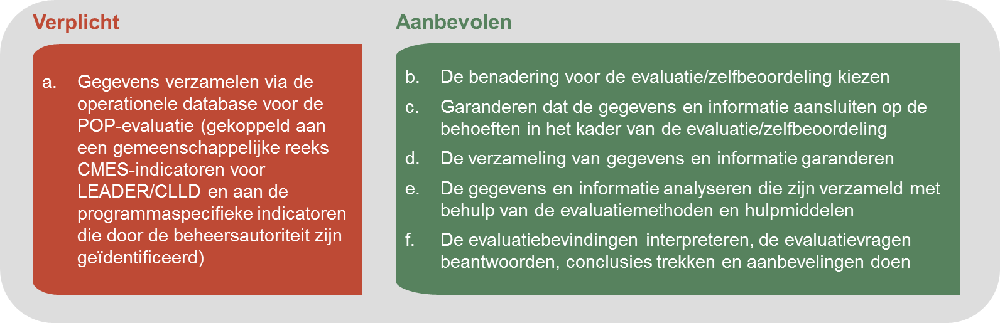 Verplicht
a. Gegevens verzamelen via de
operationele database voor de
POP-evaluatie (gekoppeld aan
een gemeenschappelijke reeks
CMES-indicatoren voor
LEADER/CLLD en aan de
programmaspecifieke indicatoren
die door de beheersautoriteit zijn
geïdentificeerd)
Aanbevolen
b. De benadering voor de evaluatie/zelfbeoordeling kiezen
c. Garanderen dat de gegevens en informatie aansluiten op de
behoeften in het kader van de evaluatie/zelfbeoordeling
d. De verzameling van gegevens en informatie garanderen
e. De gegevens en informatie analyseren die zijn verzameld met
behulp van de evaluatiemethoden en hulpmiddelen
f. De evaluatiebevindingen interpreteren, de evaluatievragen
beantwoorden, conclusies trekken en aanbevelingen doen